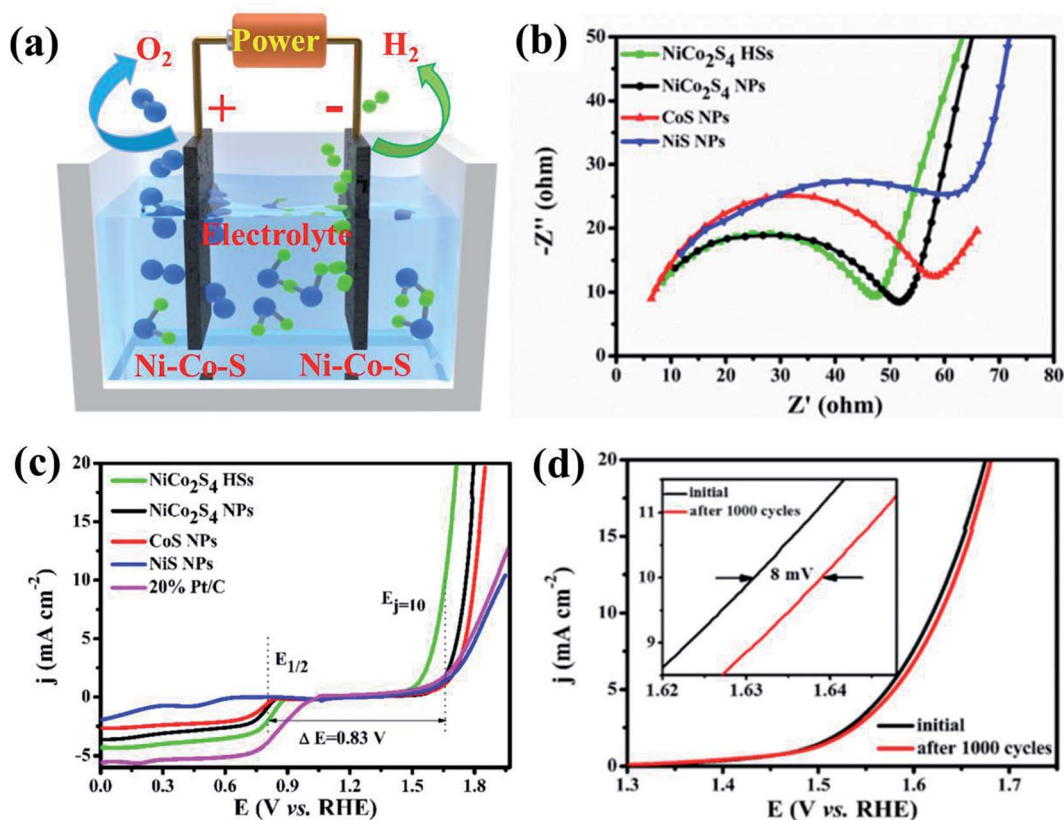 (a)
Power
O2
H2
+
-
Electrolyte
Ni-Co-S
Ni-Co-S
(b)
NiCo2S4 HSs
NiCo2S4 NPs
CoS NPs
NiS NPs
-Z'' (ohm)
50
40
30
20
10
0
0
10
20
30
40
50
60
70
80
Z' (ohm)
(c)
NiCo2S4 HSs
NiCo2S4 NPs
CoS NPs
NiS NPs
20% Pt/C
Ej=10
E1/2
Δ E=0.83 V
j (mA cm-2)
20
15
10
5
0
-5
0.0
0.3
0.6
0.9
1.2
1.5
1.8
E (V vs. RHE)
(d)
initial
after 1000 cycles
11
10
9
8 mV
1.62
1.63
1.64
initial
after 1000 cycles
j (mA cm-2)
20
15
10
5
0
1.3
1.4
1.5
1.6
1.7
E (V vs. RHE)